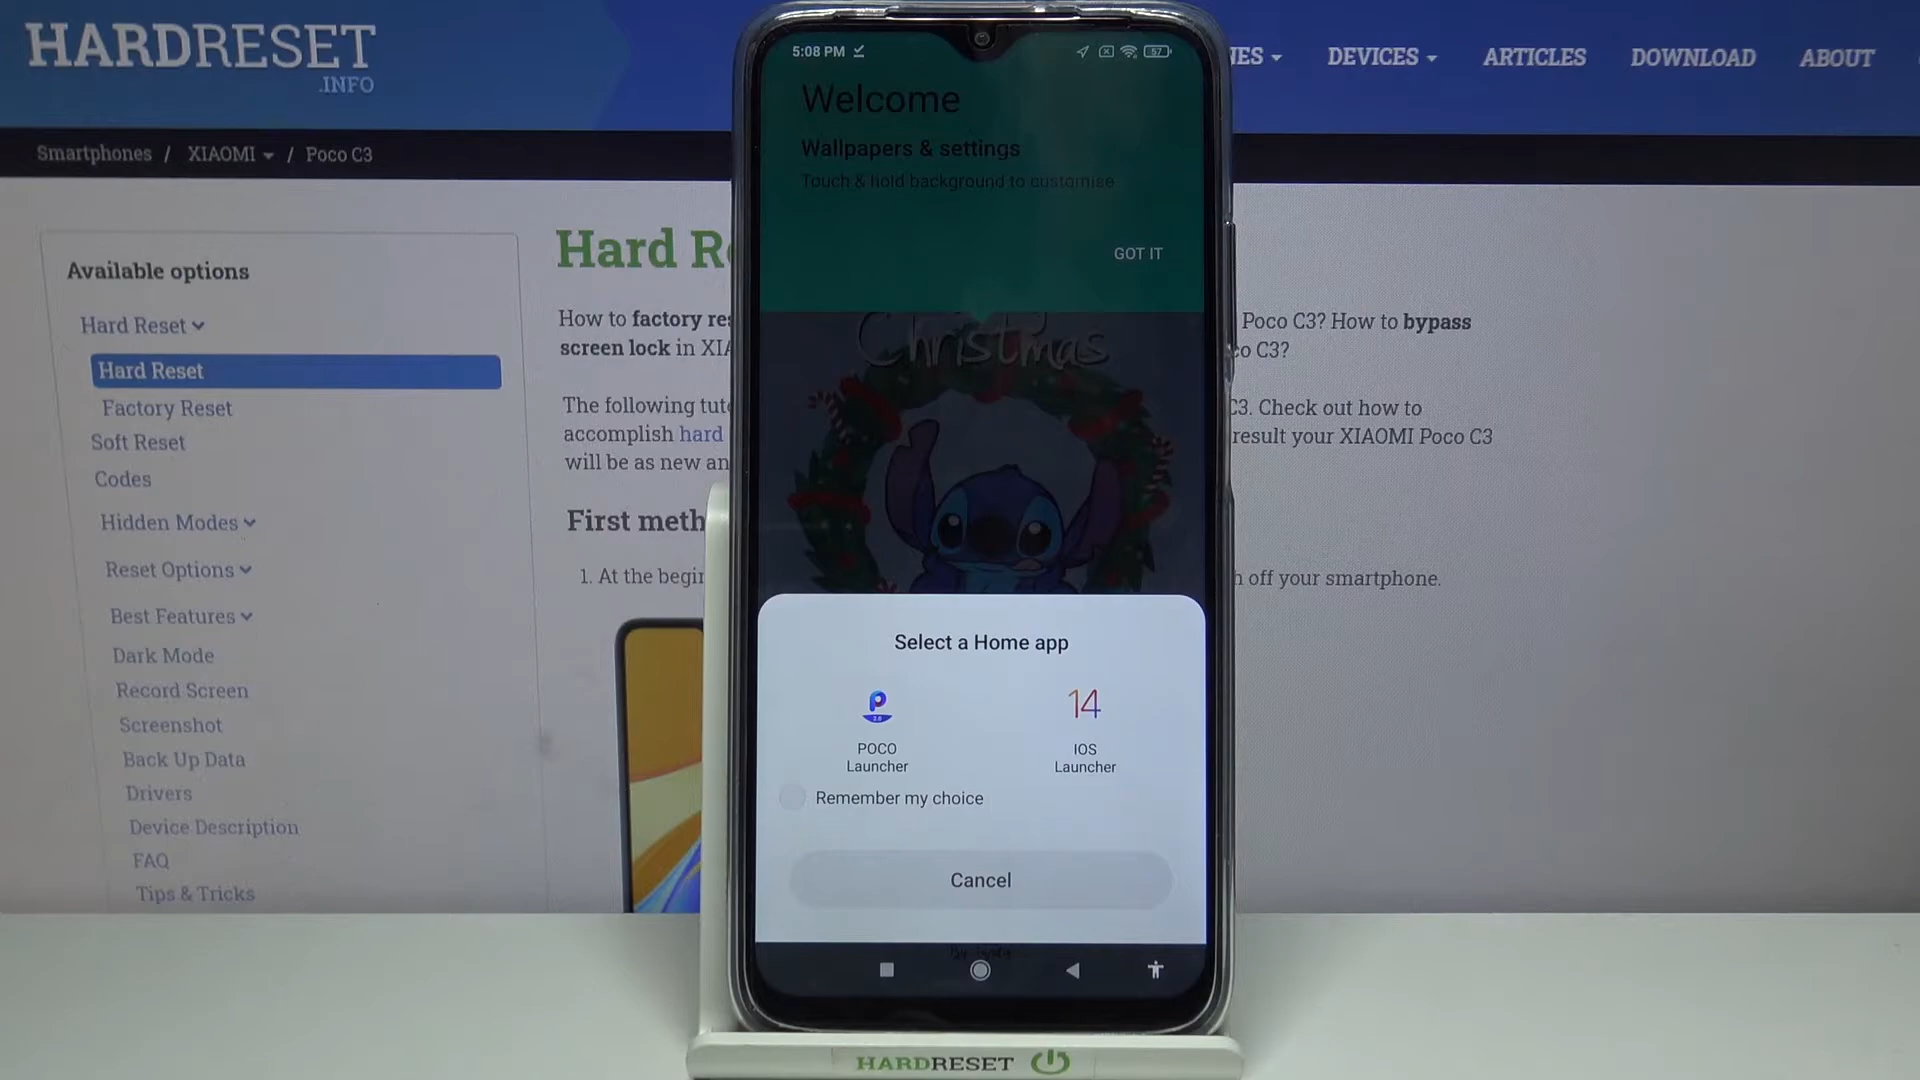 HARDRESET
.INFO
IES
DEVICES
ARTICLES
DOWNLOAD
ABOUT
Smartphones / XIAOMI / Poco C3
Available options
Hard Reset
Hard Reset
Factory Reset
Soft Reset
Codes
Hidden Modes
Reset Options
Best Features
Dark Mode
Record Screen
Screenshot
Back Up Data
Drivers
Device Description
FAQ
Tips & Tricks
Hard R
How to factory re
screen lock in XI
The following tut
accomplish hard
will be as new an
First meth
1. At the begi
5:08 PM
57
Welcome
Wallpapers & settings
Touch & hold background to customise
GOT IT
Christmas
Select a Home app
POCO
Launcher
14
IOS
Launcher
Remember my choice
Cancel
Poco C3? How to bypass
co C3?
C3. Check out how to
result your XIAOMI Poco C3
h off your smartphone.
HARDRESET